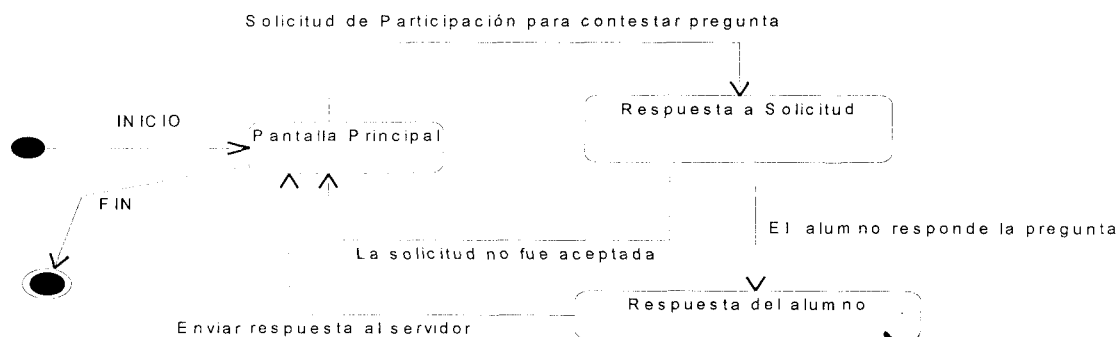 Solicitud de Participación para contestar pregunta
Respuesta a Solicitud
INICIO
Pantalla Principal
FIN
El alumno responde la pregunta
La solicitud no fue aceptada
Respuesta del alumno
Enviar respuesta al servidor